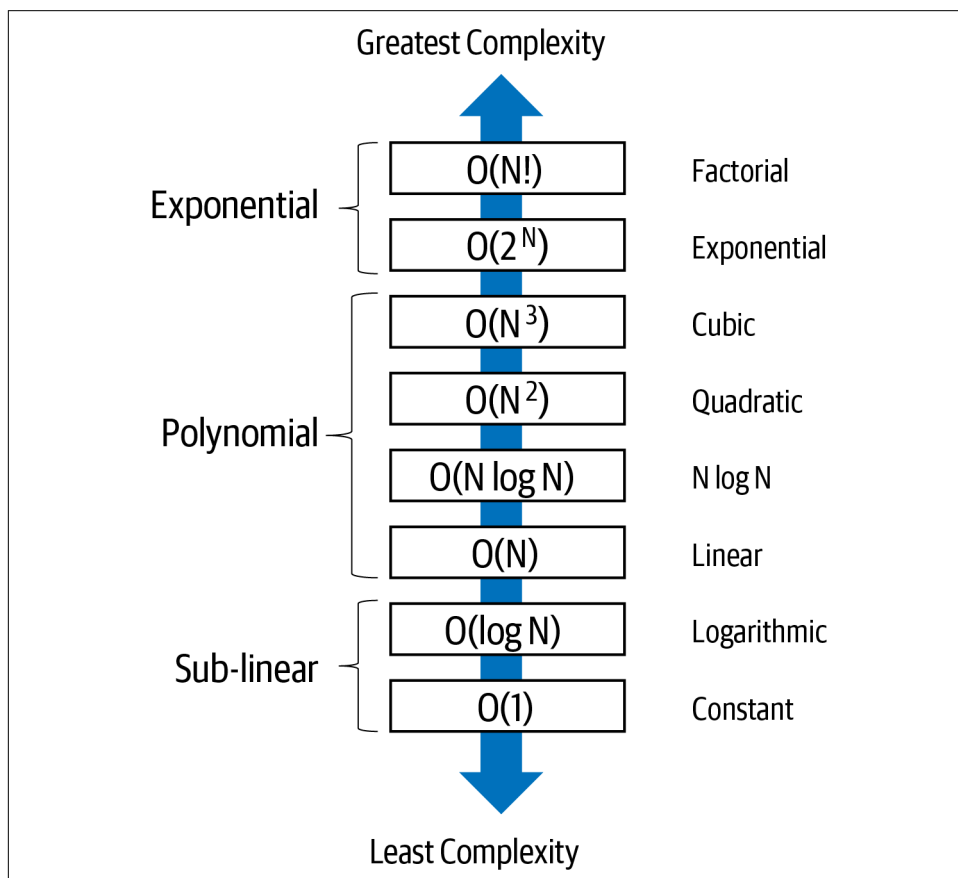 Greatest Complexity
O(N!) Factorial
Exponential
O(2^N) Exponential
O(N^3) Cubic
O(N^2) Quadratic
Polynomial
O(N log N) N log N
O(N) Linear
O(log N) Logarithmic
Sub-linear
O(1) Constant
Least Complexity